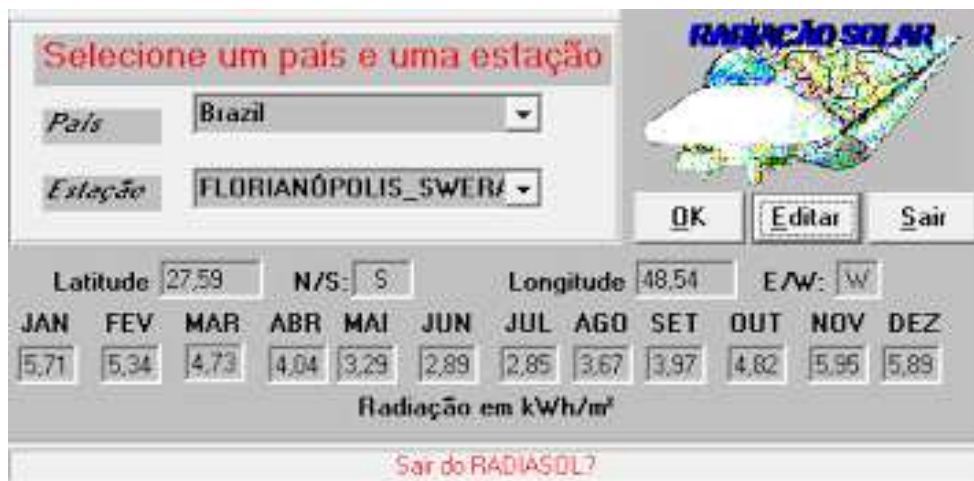 Selecione um país e uma estação
RADIAÇÃO SOLAR
País Brazil
Estação FLORIANÓPOLIS_SWERA
OK Editar Sair
Latitude 27,59 N/S: S Longitude 48,54 E/W: W
JAN FEV MAR ABR MAI JUN JUL AGO SET OUT NOV DEZ
5,71 5,34 4,73 4,04 3,29 2,89 2,85 3,67 3,97 4,82 5,95 5,89
Radiação em kWh/m²
Sair do RADIASOL?